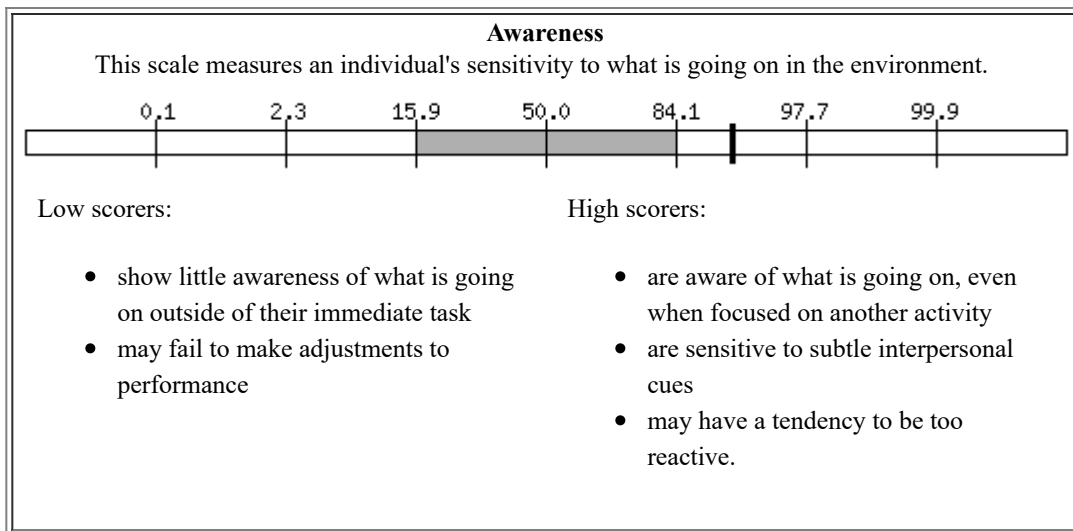 Awareness
This scale measures an individual's sensitivity to what is going on in the environment.
0.1 2.3 15.9 50.0 84.1 97.7 99.9
Low scorers:
show little awareness of what is going
on outside of their immediate task
may fail to make adjustments to
performance
High scorers:
are aware of what is going on, even
when focused on another activity
are sensitive to subtle interpersonal
cues
may have a tendency to be too
reactive.